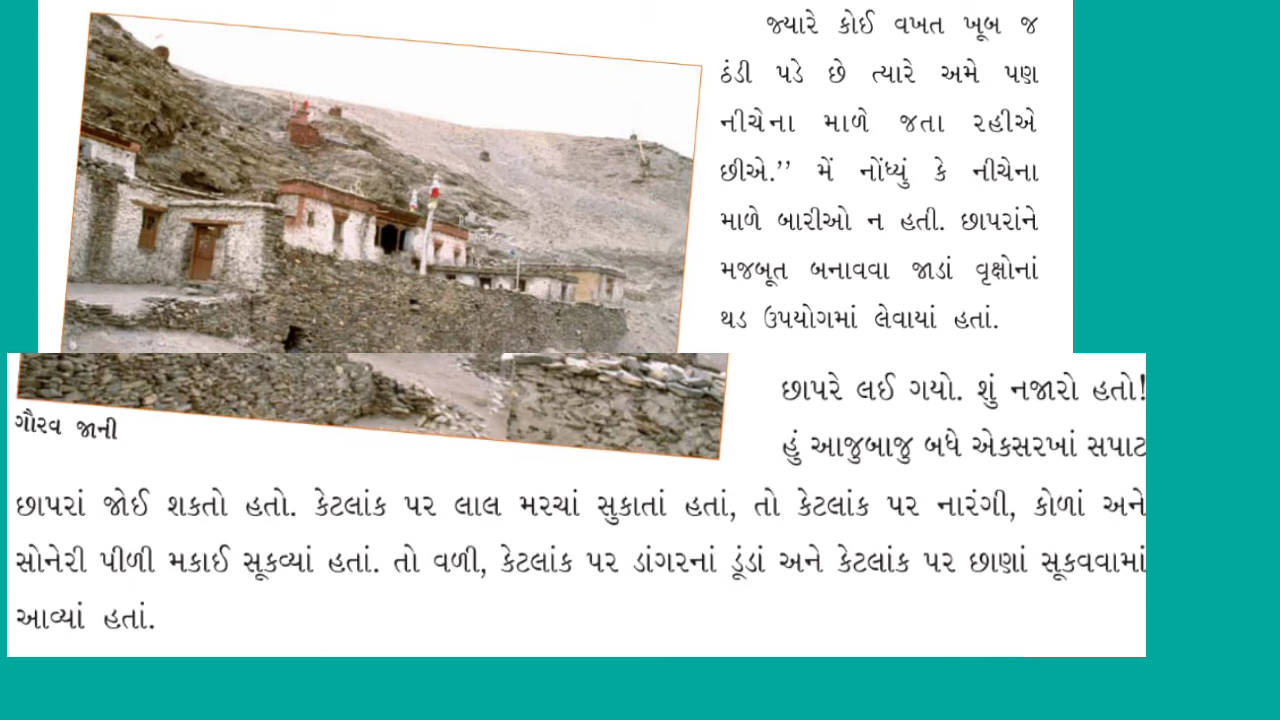 જ્યારે કોઈ વખત ખૂબ જ
ઠંડી પડે છે ત્યારે અમે પણ
નીચેના માળે જતા રહીએ
છીએ.” મેં નોંધ્યું કે નીચેના
માળે બારીઓ ન હતી. છાપરાંને
મજબૂત બનાવવા જાડાં વૃક્ષોનાં
થડ ઉપયોગમાં લેવાયાં હતાં.
ગૌરવ જાની
છાપરે લઈ ગયો. શું નજારો હતો!
હું આજુબાજુ બધે એકસરખાં સપાટ
છાપરાં જોઈ શકતો હતો. કેટલાંક પર લાલ મરચાં સુકાતાં હતાં, તો કેટલાંક પર નારંગી, કોળાં અને
સોનેરી પીળી મકાઈ સૂકવ્યાં હતાં. તો વળી, કેટલાંક પર ડાંગરનાં ડૂંડાં અને કેટલાંક પર છાણાં સૂકવવામાં
આવ્યાં હતાં.